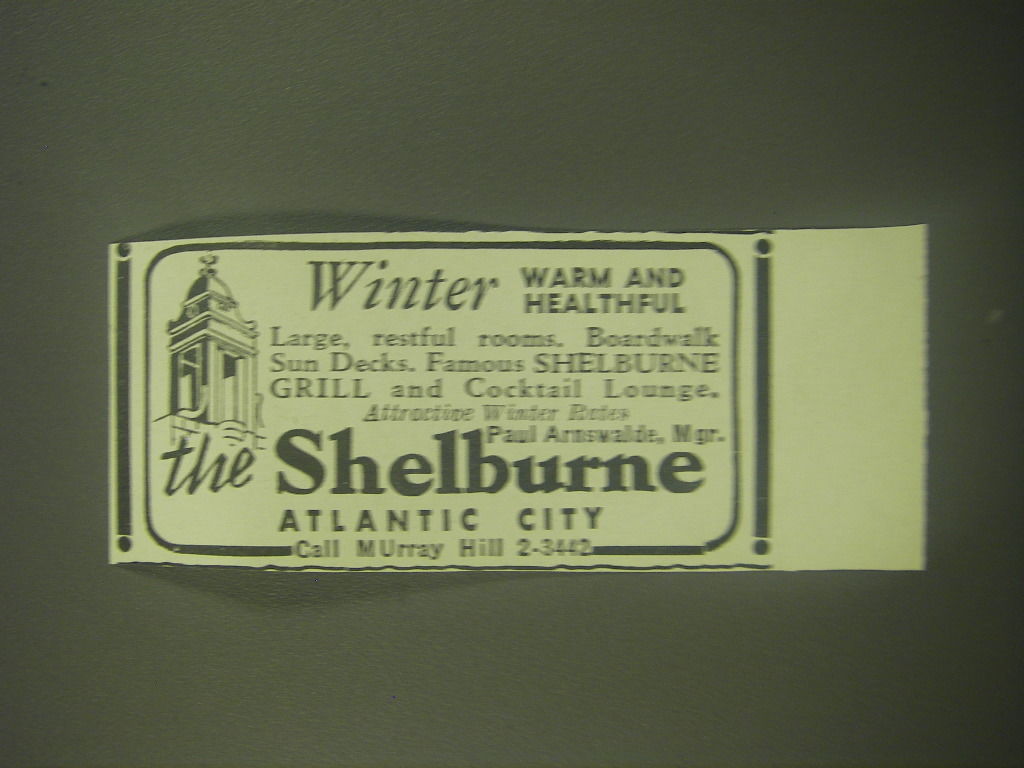 Winter WARM AND
HEALTHFUL
Large, restful rooms. Boardwalk
Sun Decks. Famous SHELBURNE
GRILL and Cocktail Lounge.
Attractive Winter Rates
Paul Arnswalde, Mgr.
the Shelburne
ATLANTIC CITY
Call MUrray Hill 2-3442